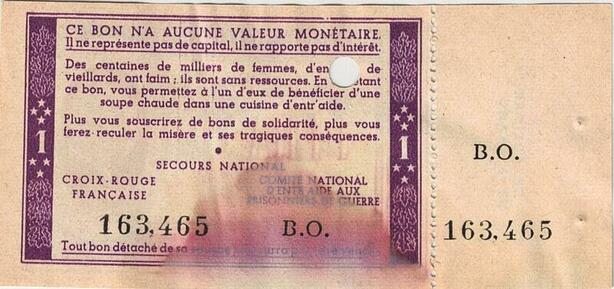 CE BON N'A AUCUNE VALEUR MONÉTAIRE.
Il ne représente pas de capital, il ne rapporte pas d'intérêt.
Des centaines de milliers de femmes, d'en de
vieillards, ont faim ; ils sont sans ressources. En tant
ce bon, vous permettez à l'un d'eux de bénéficier d'une
soupe chaude dans une cuisine d'entr'aide.
Plus vous souscrirez de bons de solidarité, plus vous
ferez reculer la misère et ses tragiques conséquences.
SECOURS NATIONAL
CROIX-ROUGE
FRANÇAISE
COMITÉ NATIONAL
D'ENTR'AIDE AUX
PRISONNIERS DE GUERRE
163,465 B.O.
Tout bon détaché de sa
1
1
B.O.
163,465